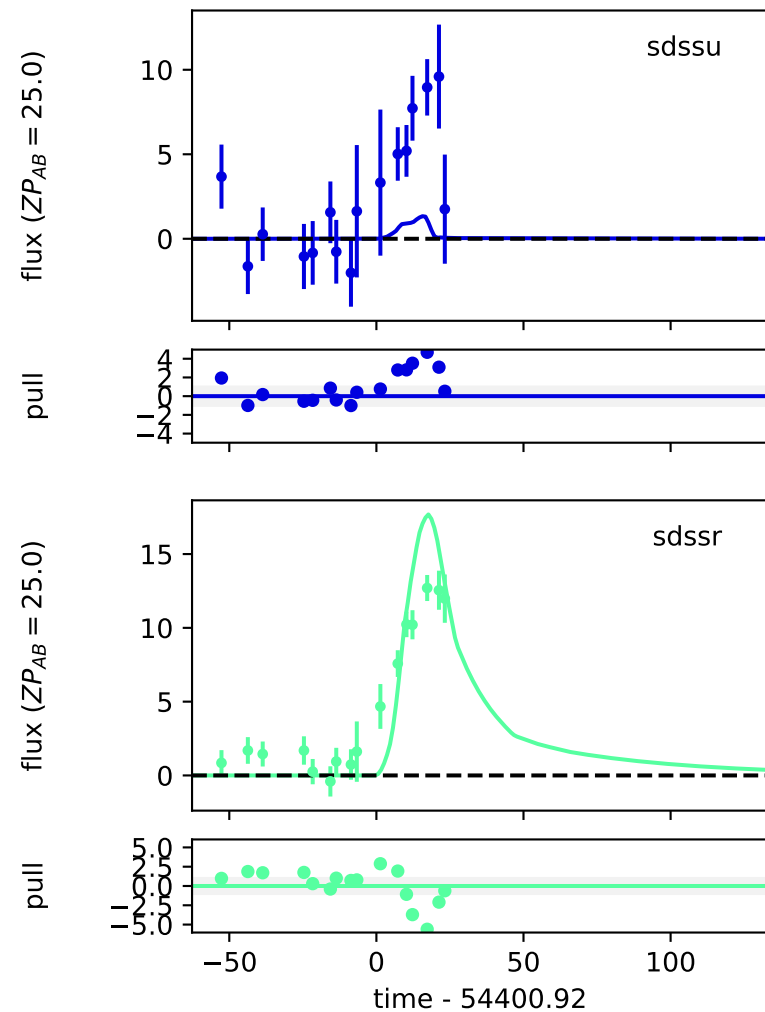 sdssu
flux (ZP_AB = 25.0)
10
5
0
pull
4
2
0
−2
−4
sdssr
flux (ZP_AB = 25.0)
15
10
5
0
pull
5.0
2.5
0.0
−2.5
−5.0
−50 0 50 100
time - 54400.92